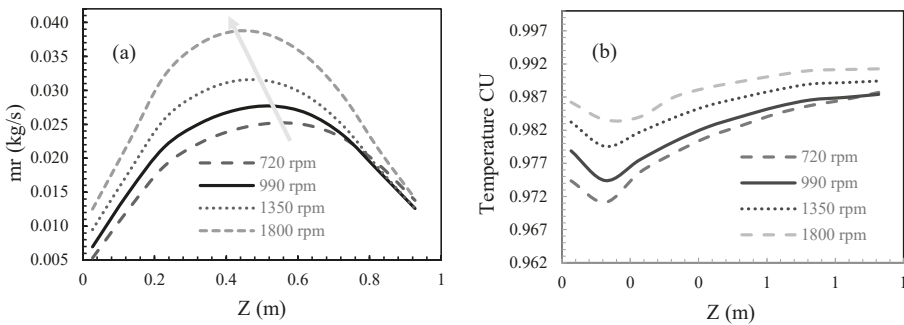 (a)
mr (kg/s)
0.040
0.035
0.030
0.025
0.020
0.015
0.010
0.005
720 rpm
990 rpm
1350 rpm
1800 rpm
0 0.2 0.4 0.6 0.8 1
Z (m)
(b)
Temperature CU
0.997
0.992
0.987
0.982
0.977
0.972
0.967
0.962
720 rpm
990 rpm
1350 rpm
1800 rpm
0 0 0 1 1 1
Z (m)